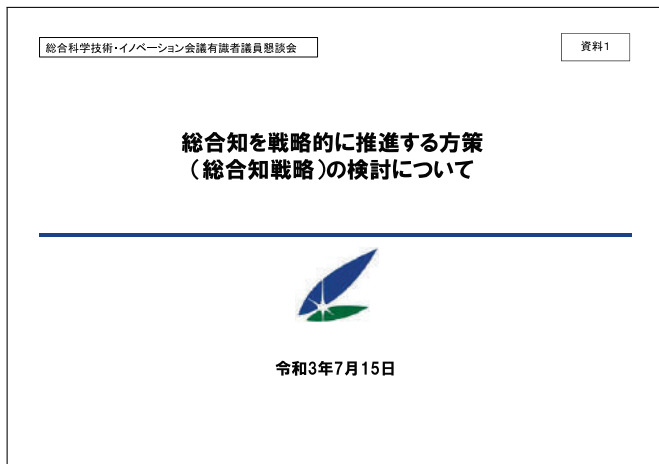 総合科学技術・イノベーション会議有識者議員懇談会
資料1
総合知を戦略的に推進する方策
（総合知戦略）の検討について
令和3年7月15日